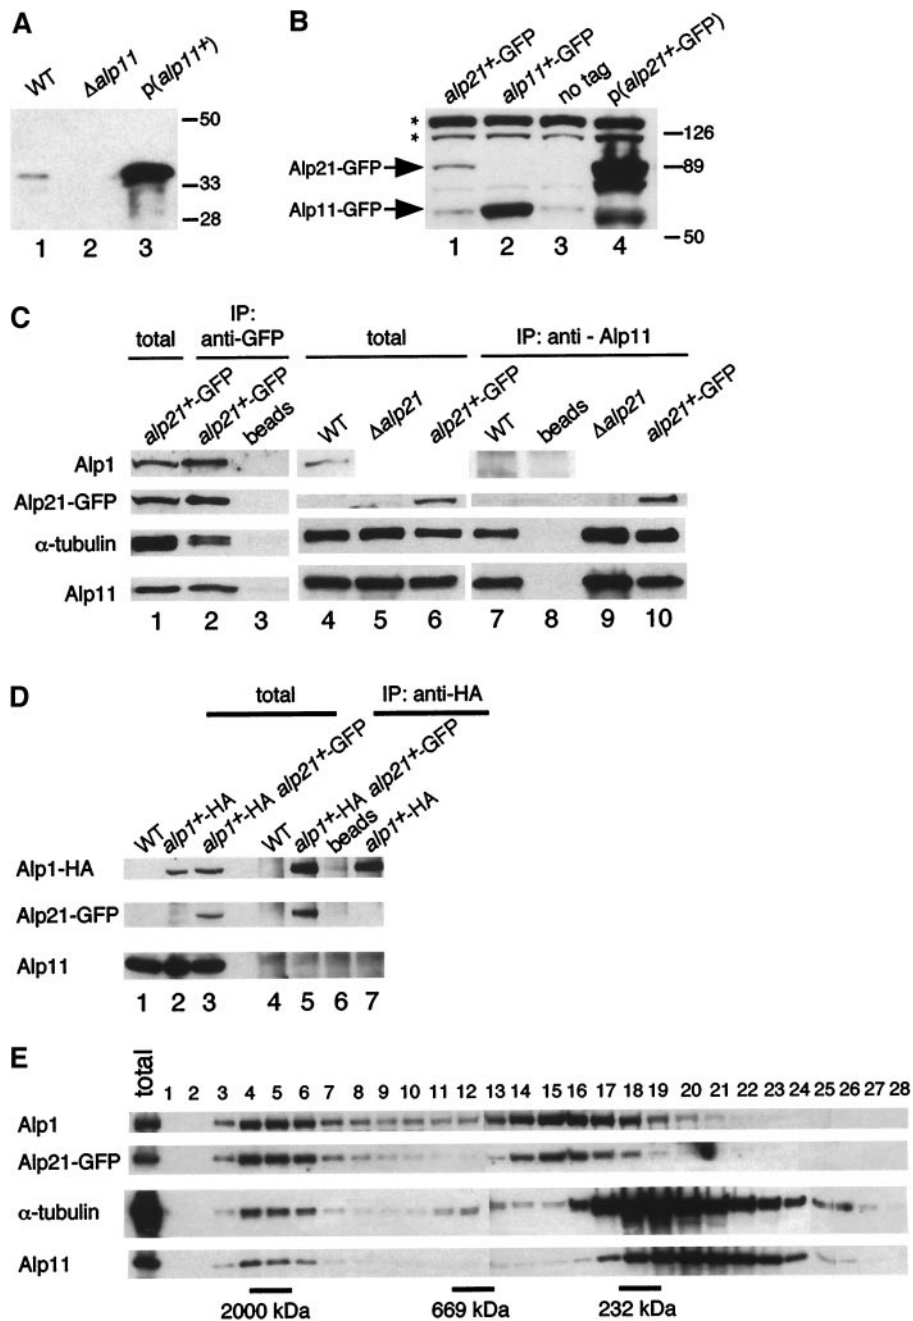 A
WT
Δalp11
p(alp11+)
50
33
28
1 2 3
B
alp21+-GFP
alp11+-GFP
no tag
p(alp21+-GFP)
*
*
126
Alp21-GFP
89
Alp11-GFP
50
1 2 3 4
C
IP:
anti-GFP
total
total
IP: anti - Alp11
alp21+-GFP
alp21+-GFP
beads
WT
Δalp21
alp21+-GFP
WT
beads
Δalp21
alp21+-GFP
Alp1
Alp21-GFP
α-tubulin
Alp11
1 2 3 4 5 6 7 8 9 10
D
total
IP: anti-HA
WT
alp1+-HA
alp1+-HA alp21+-GFP
WT
alp1+-HA alp21+-GFP
beads
alp1+-HA
Alp1-HA
Alp21-GFP
Alp11
1 2 3 4 5 6 7
E
total
1 2 3 4 5 6 7 8 9 10 11 12 13 14 15 16 17 18 19 20 21 22 23 24 25 26 27 28
Alp1
Alp21-GFP
α-tubulin
Alp11
2000 kDa
669 kDa
232 kDa